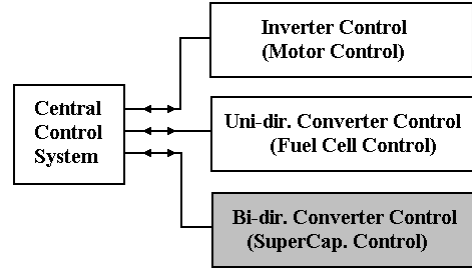 Inverter Control
(Motor Control)
Central
Control
System
Uni-dir. Converter Control
(Fuel Cell Control)
Bi-dir. Converter Control
(SuperCap. Control)